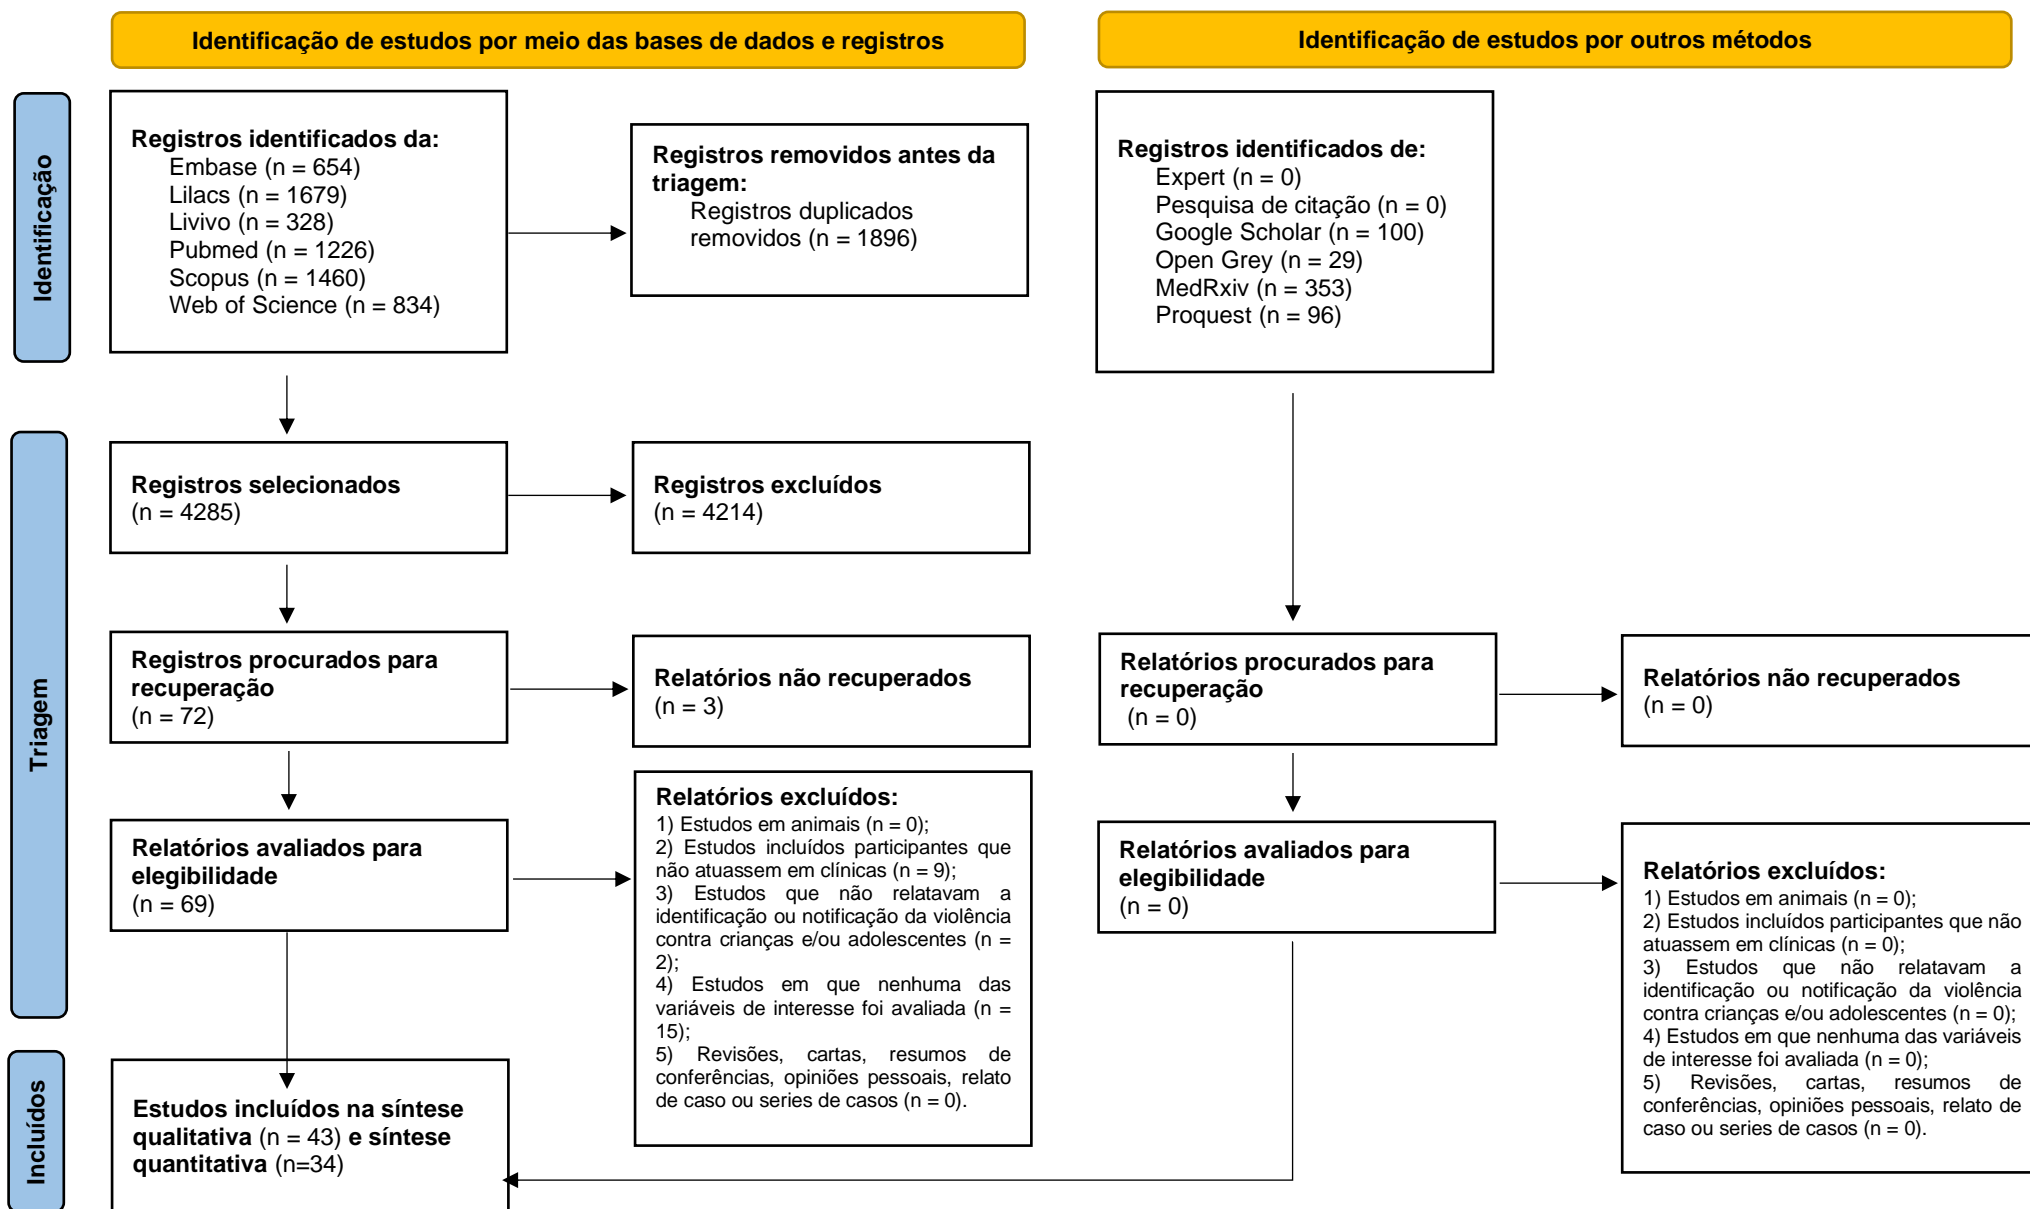 Identificação de estudos por meio das bases de dados e registros
Identificação de estudos por outros métodos
Identificação
Registros identificados da:
Embase (n = 654)
Lilacs (n = 1679)
Livivo (n = 328)
Pubmed (n = 1226)
Scopus (n = 1460)
Web of Science (n = 834)
Registros removidos antes da
triagem:
Registros duplicados
removidos (n = 1896)
Registros identificados de:
Expert (n = 0)
Pesquisa de citação (n = 0)
Google Scholar (n = 100)
Open Grey (n = 29)
MedRxiv (n = 353)
Proquest (n = 96)
Triagem
Registros selecionados
(n = 4285)
Registros excluídos
(n = 4214)
Registros procurados para
recuperação
(n = 72)
Relatórios não recuperados
(n = 3)
Relatórios procurados para
recuperação
(n = 0)
Relatórios não recuperados
(n = 0)
Relatórios avaliados para
elegibilidade
(n = 69)
Relatórios excluídos:
1) Estudos em animais (n = 0);
2) Estudos incluídos participantes que
não atuassem em clínicas (n = 9);
3) Estudos que não relatavam a
identificação ou notificação da violência
contra crianças e/ou adolescentes (n =
2);
4) Estudos em que nenhuma das
variáveis de interesse foi avaliada (n =
15);
5) Revisões, cartas, resumos de
conferências, opiniões pessoais, relato
de caso ou series de casos (n = 0).
Relatórios avaliados para
elegibilidade
(n = 0)
Relatórios excluídos:
1) Estudos em animais (n = 0);
2) Estudos incluídos participantes que não
atuassem em clínicas (n = 0);
3) Estudos que não relatavam a
identificação ou notificação da violência
contra crianças e/ou adolescentes (n = 0);
4) Estudos em que nenhuma das variáveis
de interesse foi avaliada (n = 0);
5) Revisões, cartas, resumos de
conferências, opiniões pessoais, relato de
caso ou series de casos (n = 0).
Incluídos
Estudos incluídos na síntese
qualitativa (n = 43) e síntese
quantitativa (n=34)